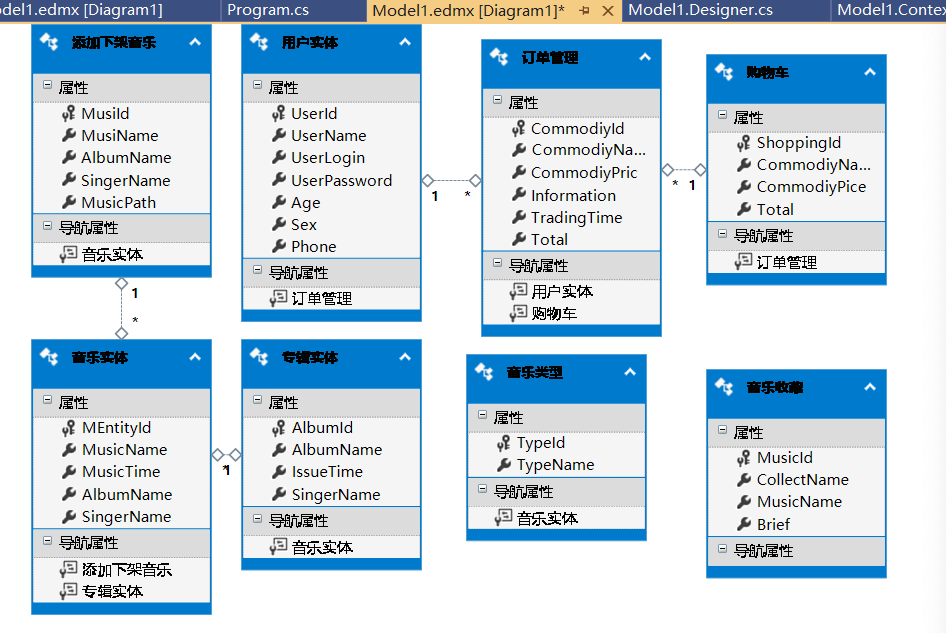 odel1.edmx [Diagram1]
Program.cs
Model1.edmx [Diagram1]*
Model1.Designer.cs
Model1.Contex
添加下架音乐
属性
MusiId
MusiName
AlbumName
SingerName
MusicPath
导航属性
音乐实体
用户实体
属性
UserId
UserName
UserLogin
UserPassword
Age
Sex
Phone
导航属性
订单管理
1
*
订单管理
属性
CommodiyId
CommodiyNa...
CommodiyPric
Information
TradingTime
Total
导航属性
用户实体
购物车
*
1
购物车
属性
ShoppingId
CommodiyNa...
CommodiyPice
Total
导航属性
订单管理
1
*
音乐实体
属性
MEntityId
MusicName
MusicTime
AlbumName
SingerName
导航属性
添加下架音乐
专辑实体
*1
专辑实体
属性
AlbumId
AlbumName
IssueTime
SingerName
导航属性
音乐实体
音乐类型
属性
TypeId
TypeName
导航属性
音乐实体
音乐收藏
属性
MusicId
CollectName
MusicName
Brief
导航属性